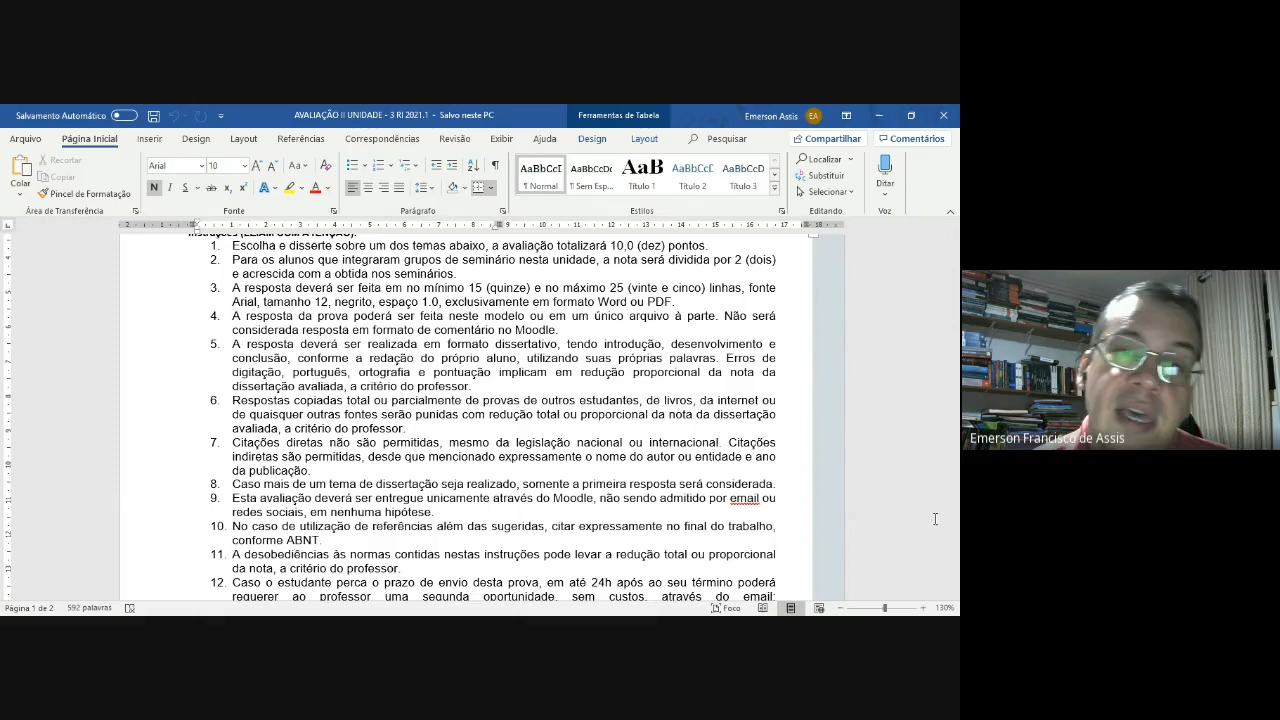 Salvamento Automático
AVALIAÇÃO II UNIDADE - 3 RI 2021.1 - Salvo neste PC
Ferramentas de Tabela
Emerson Assis EA
Arquivo Página Inicial Inserir Design Layout Referências Correspondências Revisão Exibir Ajuda Design Layout Pesquisar Compartilhar Comentários
Colar
Recortar
Copiar
Pincel de Formatação
Área de Transferência
Arial 10
Fonte
Parágrafo
AaBbCcI AaBbCcDc AaB AaBbCcC AaBbCcD
¶ Normal ¶ Sem Esp... Título 1 Título 2 Título 3
Estilos
Localizar
Substituir
Selecionar
Editando
Ditar
Voz
Instruções (LEIAM COM ATENÇÃO):
1. Escolha e disserte sobre um dos temas abaixo, a avaliação totalizará 10,0 (dez) pontos.
2. Para os alunos que integraram grupos de seminário nesta unidade, a nota será dividida por 2 (dois)
e acrescida com a obtida nos seminários.
3. A resposta deverá ser feita em no mínimo 15 (quinze) e no máximo 25 (vinte e cinco) linhas, fonte
Arial, tamanho 12, negrito, espaço 1.0, exclusivamente em formato Word ou PDF.
4. A resposta da prova poderá ser feita neste modelo ou em um único arquivo à parte. Não será
considerada resposta em formato de comentário no Moodle.
5. A resposta deverá ser realizada em formato dissertativo, tendo introdução, desenvolvimento e
conclusão, conforme a redação do próprio aluno, utilizando suas próprias palavras. Erros de
digitação, português, ortografia e pontuação implicam em redução proporcional da nota da
dissertação avaliada, a critério do professor.
6. Respostas copiadas total ou parcialmente de provas de outros estudantes, de livros, da internet ou
de quaisquer outras fontes serão punidas com redução total ou proporcional da nota da dissertação
avaliada, a critério do professor.
7. Citações diretas não são permitidas, mesmo da legislação nacional ou internacional. Citações
indiretas são permitidas, desde que mencionado expressamente o nome do autor ou entidade e ano
da publicação.
8. Caso mais de um tema de dissertação seja realizado, somente a primeira resposta será considerada.
9. Esta avaliação deverá ser entregue unicamente através do Moodle, não sendo admitido por email ou
redes sociais, em nenhuma hipótese.
10. No caso de utilização de referências além das sugeridas, citar expressamente no final do trabalho,
conforme ABNT.
11. A desobediências às normas contidas nestas instruções pode levar a redução total ou proporcional
da nota, a critério do professor.
12. Caso o estudante perca o prazo de envio desta prova, em até 24h após ao seu término poderá
requerer ao professor uma segunda oportunidade, sem custos, através do email:
Página 1 de 2 592 palavras Foco 130%
Emerson Francisco de Assis